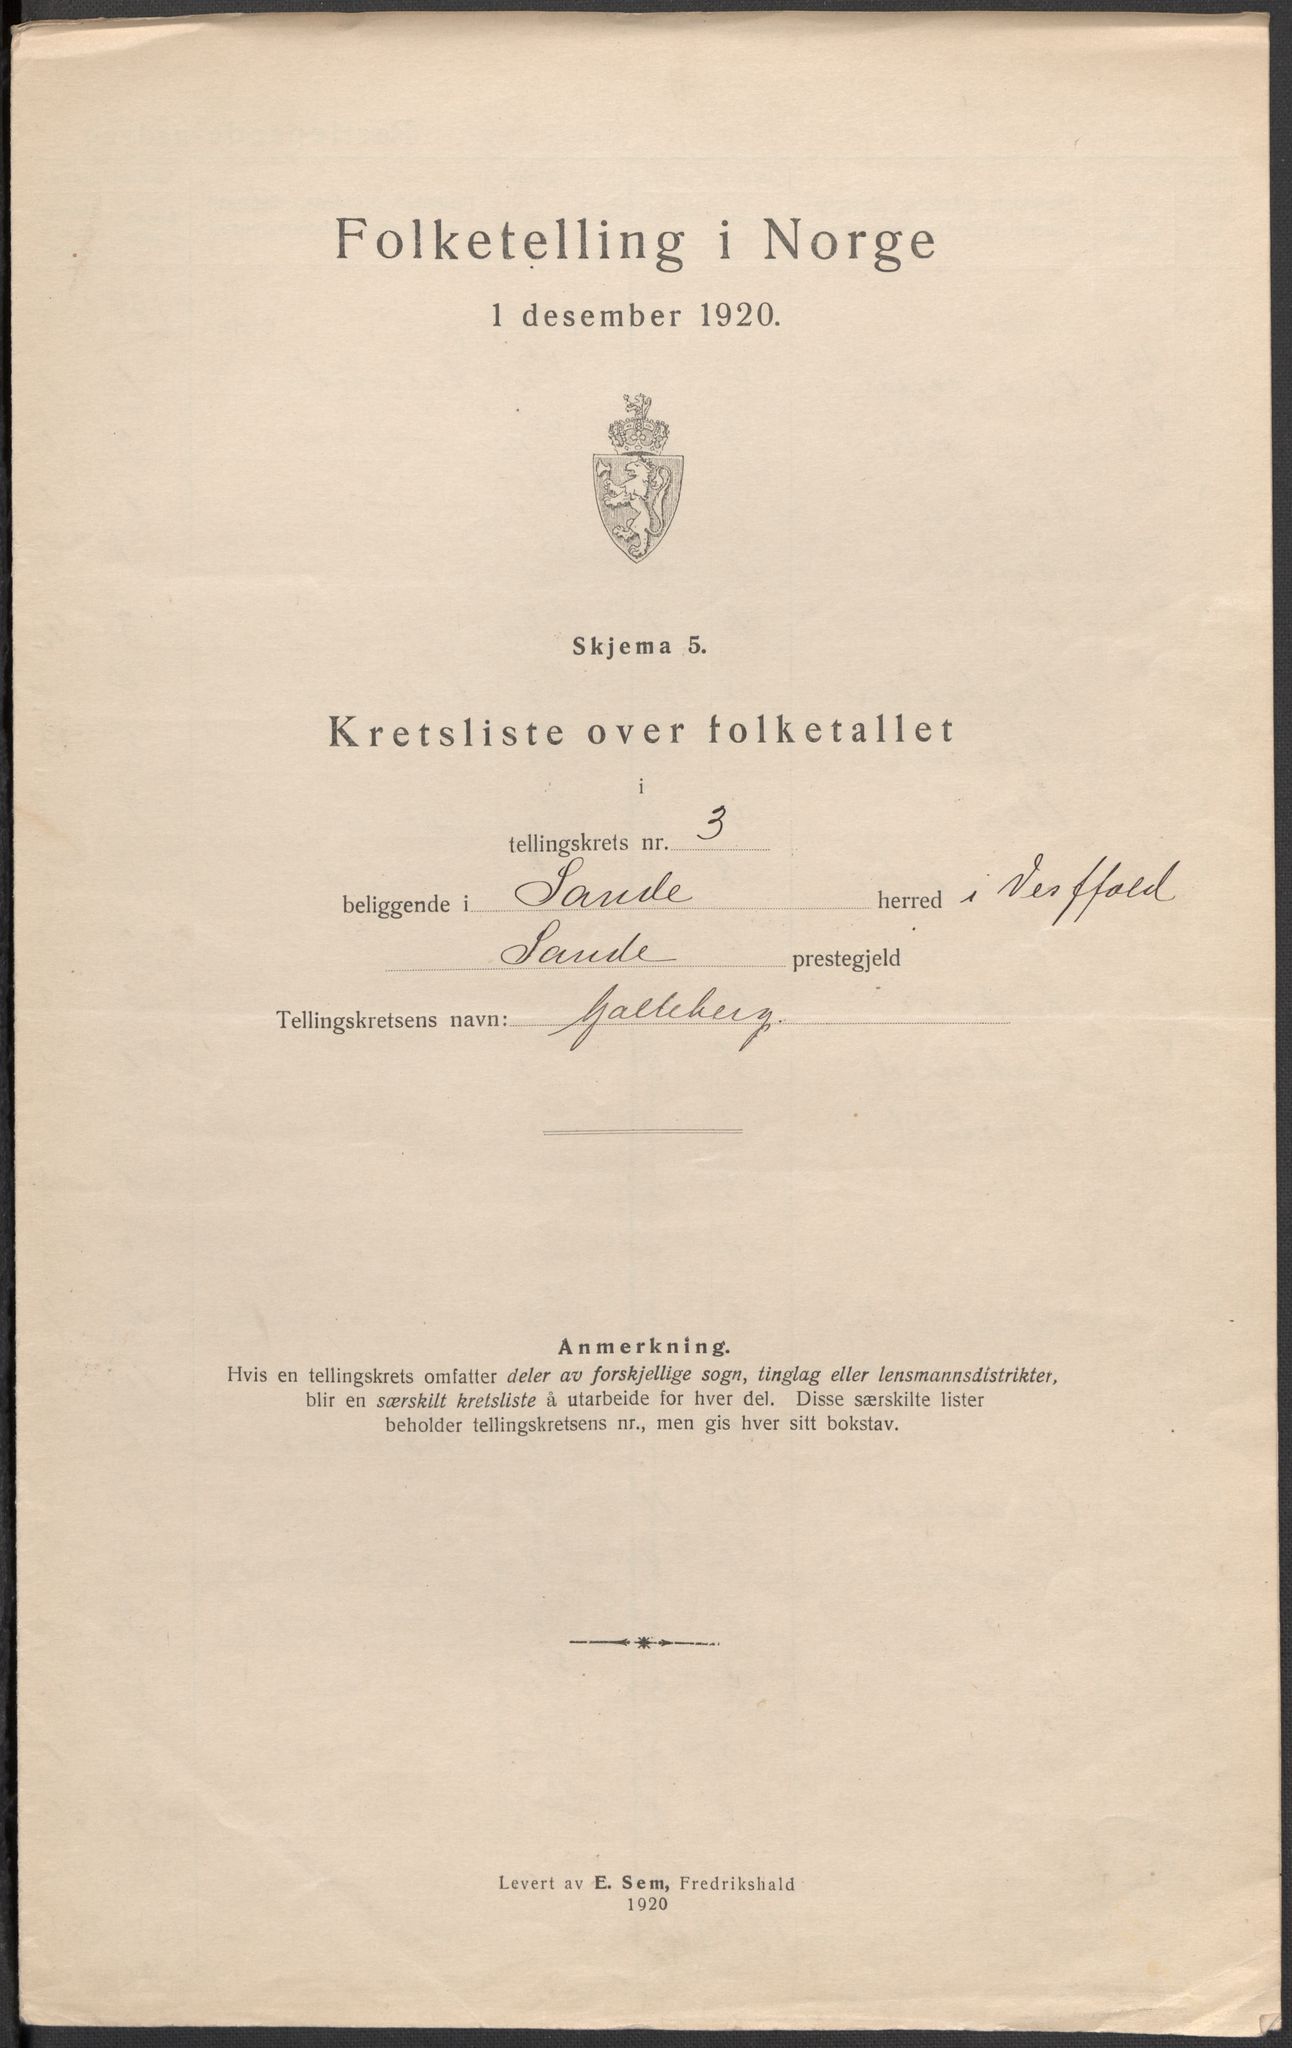 Folketelling i Norge
1 desember 1920.
Skjema 5.
Kretsliste over folketallet
i
tellingskrets nr. 3
beliggende i Sande herred i Vestfold
Sande prestegjeld
Tellingskretsens navn: Galleberg.
Anmerkning.
Hvis en tellingskrets omfatter deler av forskjellige sogn, tinglag eller lensmannsdistrikter,
blir en særskilt kretsliste å utarbeide for hver del. Disse særskilte lister
beholder tellingskretsens nr., men gis hver sitt bokstav.
Levert av E. Sem, Fredrikshald
1920